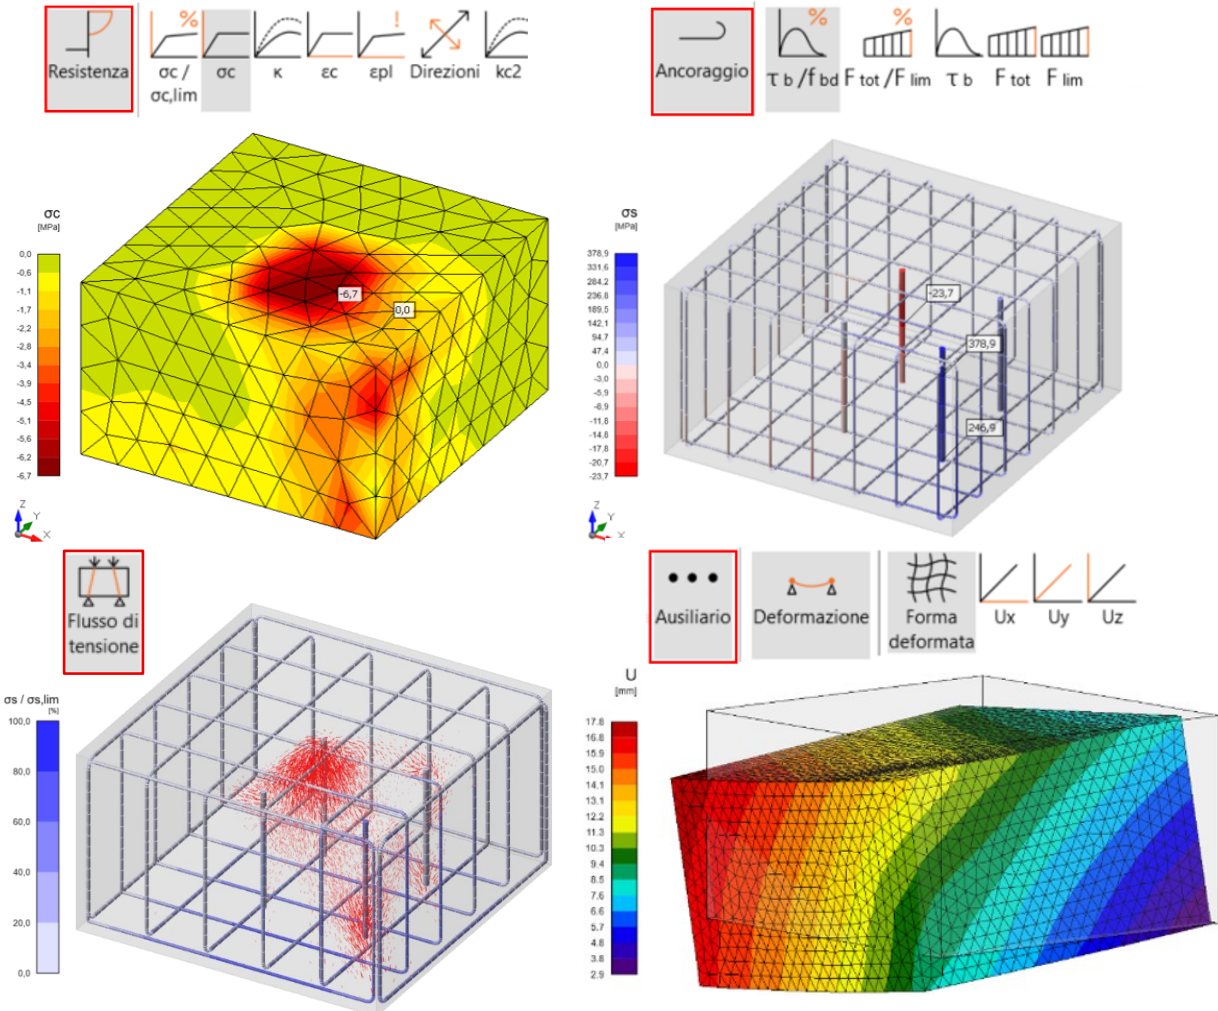 Resistenza
%
σc /
σc,lim
σc
κ
εc
!
εpl
Direzioni
kc2
Ancoraggio
%
τ b /f bd
%
F tot /F lim
τ b
F tot
F lim
σc
[MPa]
0,0
-0,6
-1,1
-1,7
-2,2
-2,8
-3,4
-3,9
-4,5
-5,1
-5,6
-6,2
-6,7
-6,7
0,0
Z
Y
X
σs
[MPa]
378,9
331,6
284,2
236,8
189,5
142,1
94,7
47,4
0,0
-3,0
-5,9
-8,9
-11,8
-14,8
-17,8
-20,7
-23,7
-23,7
378,9
246,9
Z
Y
X
Flusso di
tensione
σs / σs,lim
[%]
100,0
80,0
60,0
40,0
20,0
0,0
Ausiliario
Deformazione
Forma
deformata
Ux
Uy
Uz
U
[mm]
17.8
16.8
15.9
15.0
14.1
13.1
12.2
11.3
10.3
9.4
8.5
7.6
6.6
5.7
4.8
3.8
2.9